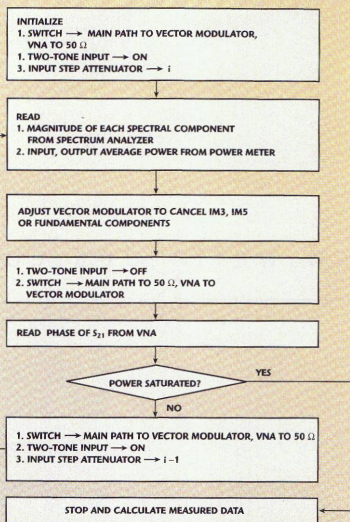 INITIALIZE
1. SWITCH → MAIN PATH TO VECTOR MODULATOR,
VNA TO 50 Ω
1. TWO-TONE INPUT → ON
3. INPUT STEP ATTENUATOR → i
READ
1. MAGNITUDE OF EACH SPECTRAL COMPONENT
FROM SPECTRUM ANALYZER
2. INPUT, OUTPUT AVERAGE POWER FROM POWER METER
ADJUST VECTOR MODULATOR TO CANCEL IM3, IM5
OR FUNDAMENTAL COMPONENTS
1. TWO-TONE INPUT → OFF
2. SWITCH → MAIN PATH TO 50 Ω, VNA TO
VECTOR MODULATOR
READ PHASE OF S21 FROM VNA
POWER SATURATED?
YES
NO
1. SWITCH → MAIN PATH TO VECTOR MODULATOR, VNA TO 50 Ω
2. TWO-TONE INPUT → ON
3. INPUT STEP ATTENUATOR → i −1
STOP AND CALCULATE MEASURED DATA